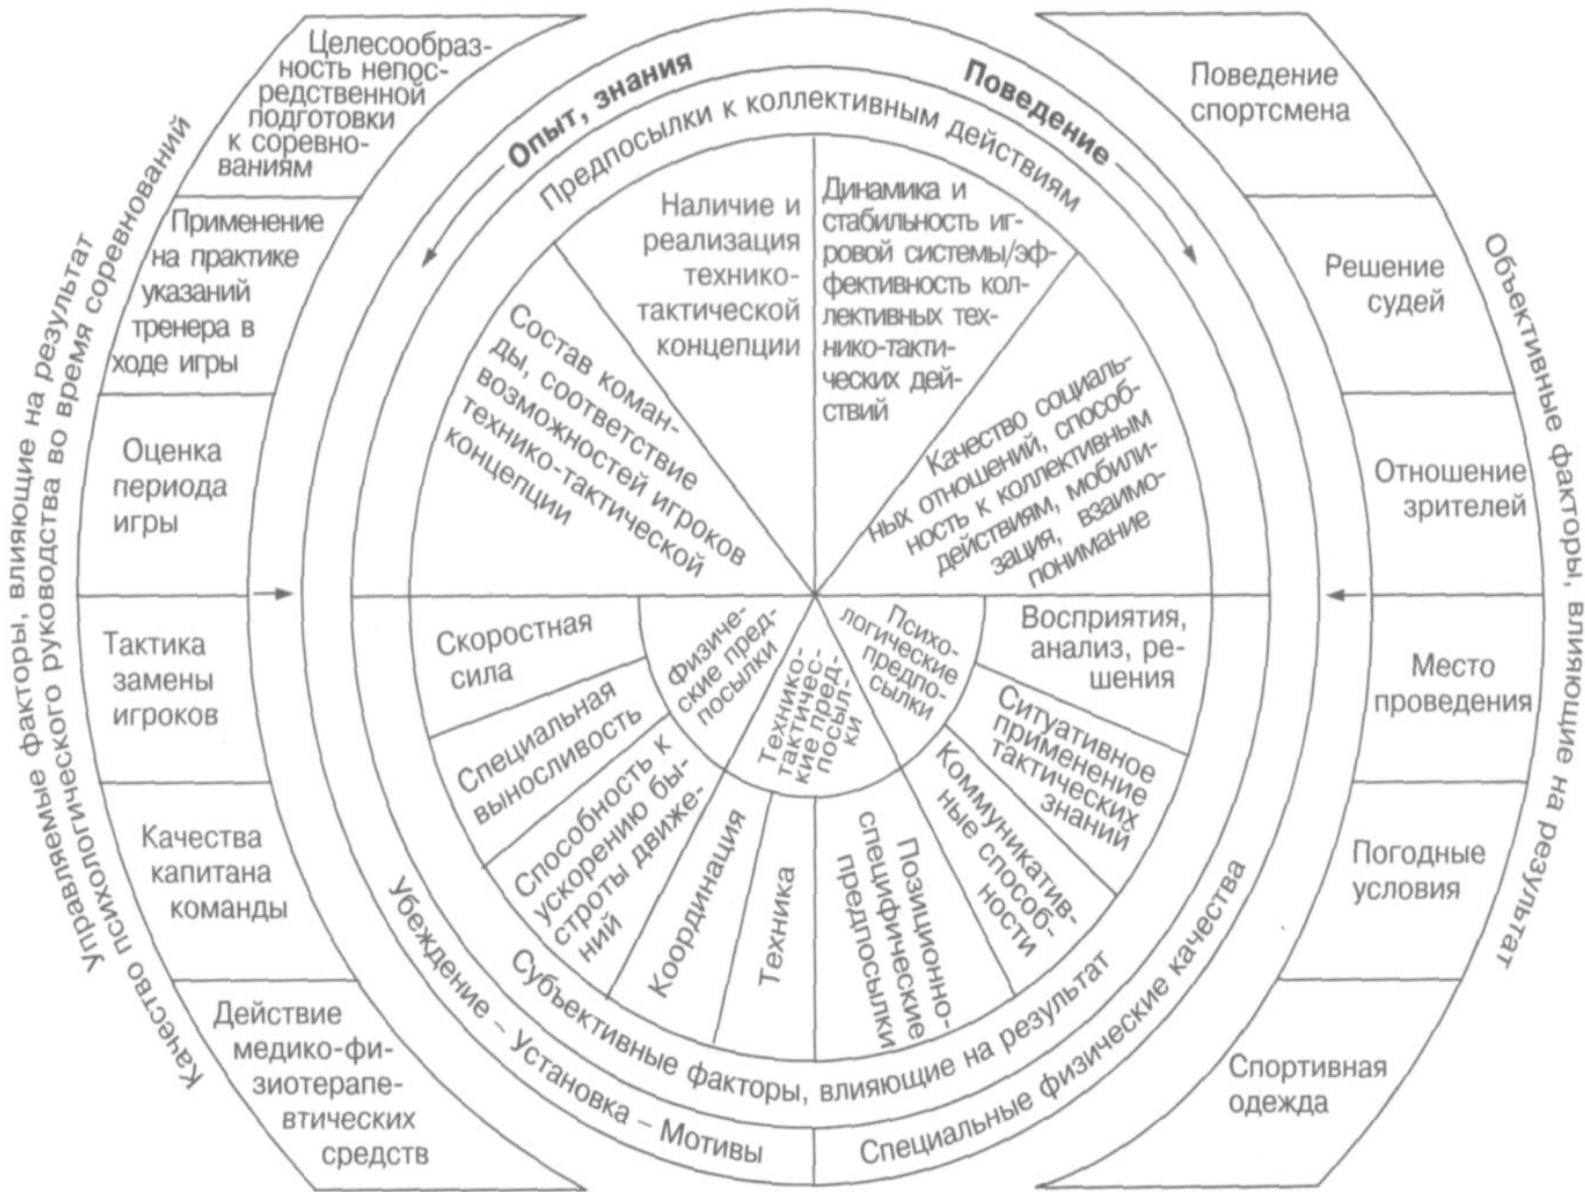 Управляемые факторы, влияющие на результат
Качество психологического руководства во время соревнований
Целесообраз-
ность непос-
редственной
подготовки
к соревно-
ваниям
Применение
на практике
указаний
тренера в
ходе игры
Оценка
периода
игры
Тактика
замены
игроков
Качества
капитана
команды
Действие
медико-фи-
зиотерапе-
втических
средств
Опыт, знания
Поведение
Предпосылки к коллективным действиям
Состав коман-
ды, соответствие
возможностей игроков
технико-тактической
концепции
Наличие и
реализация
технико-
тактической
концепции
Динамика и
стабильность иг-
ровой системы/эф-
фективность кол-
лективных тех-
нико-такти-
ческих дей-
ствий
Качество социаль-
ных отношений, способ-
ность к коллективным
действиям, мобили-
зация, взаимо-
понимание
Физиче-
ские пред-
посылки
Технико-
тактичес-
кие пред-
посыл-
ки
Психо-
логические
предпо-
сылки
Скоростная
сила
Специальная
выносливость
Способность к
ускорению бы-
строты движе-
ний
Координация
Техника
Позиционно-
специфические
предпосылки
Коммуникатив-
ные способ-
ности
Ситуативное
применение
тактических
знаний
Восприятия,
анализ, ре-
шения
Субъективные факторы, влияющие на результат
Убеждение – Установка – Мотивы
Специальные физические качества
Поведение
спортсмена
Решение
судей
Отношение
зрителей
Место
проведения
Погодные
условия
Спортивная
одежда
Объективные факторы, влияющие на результат